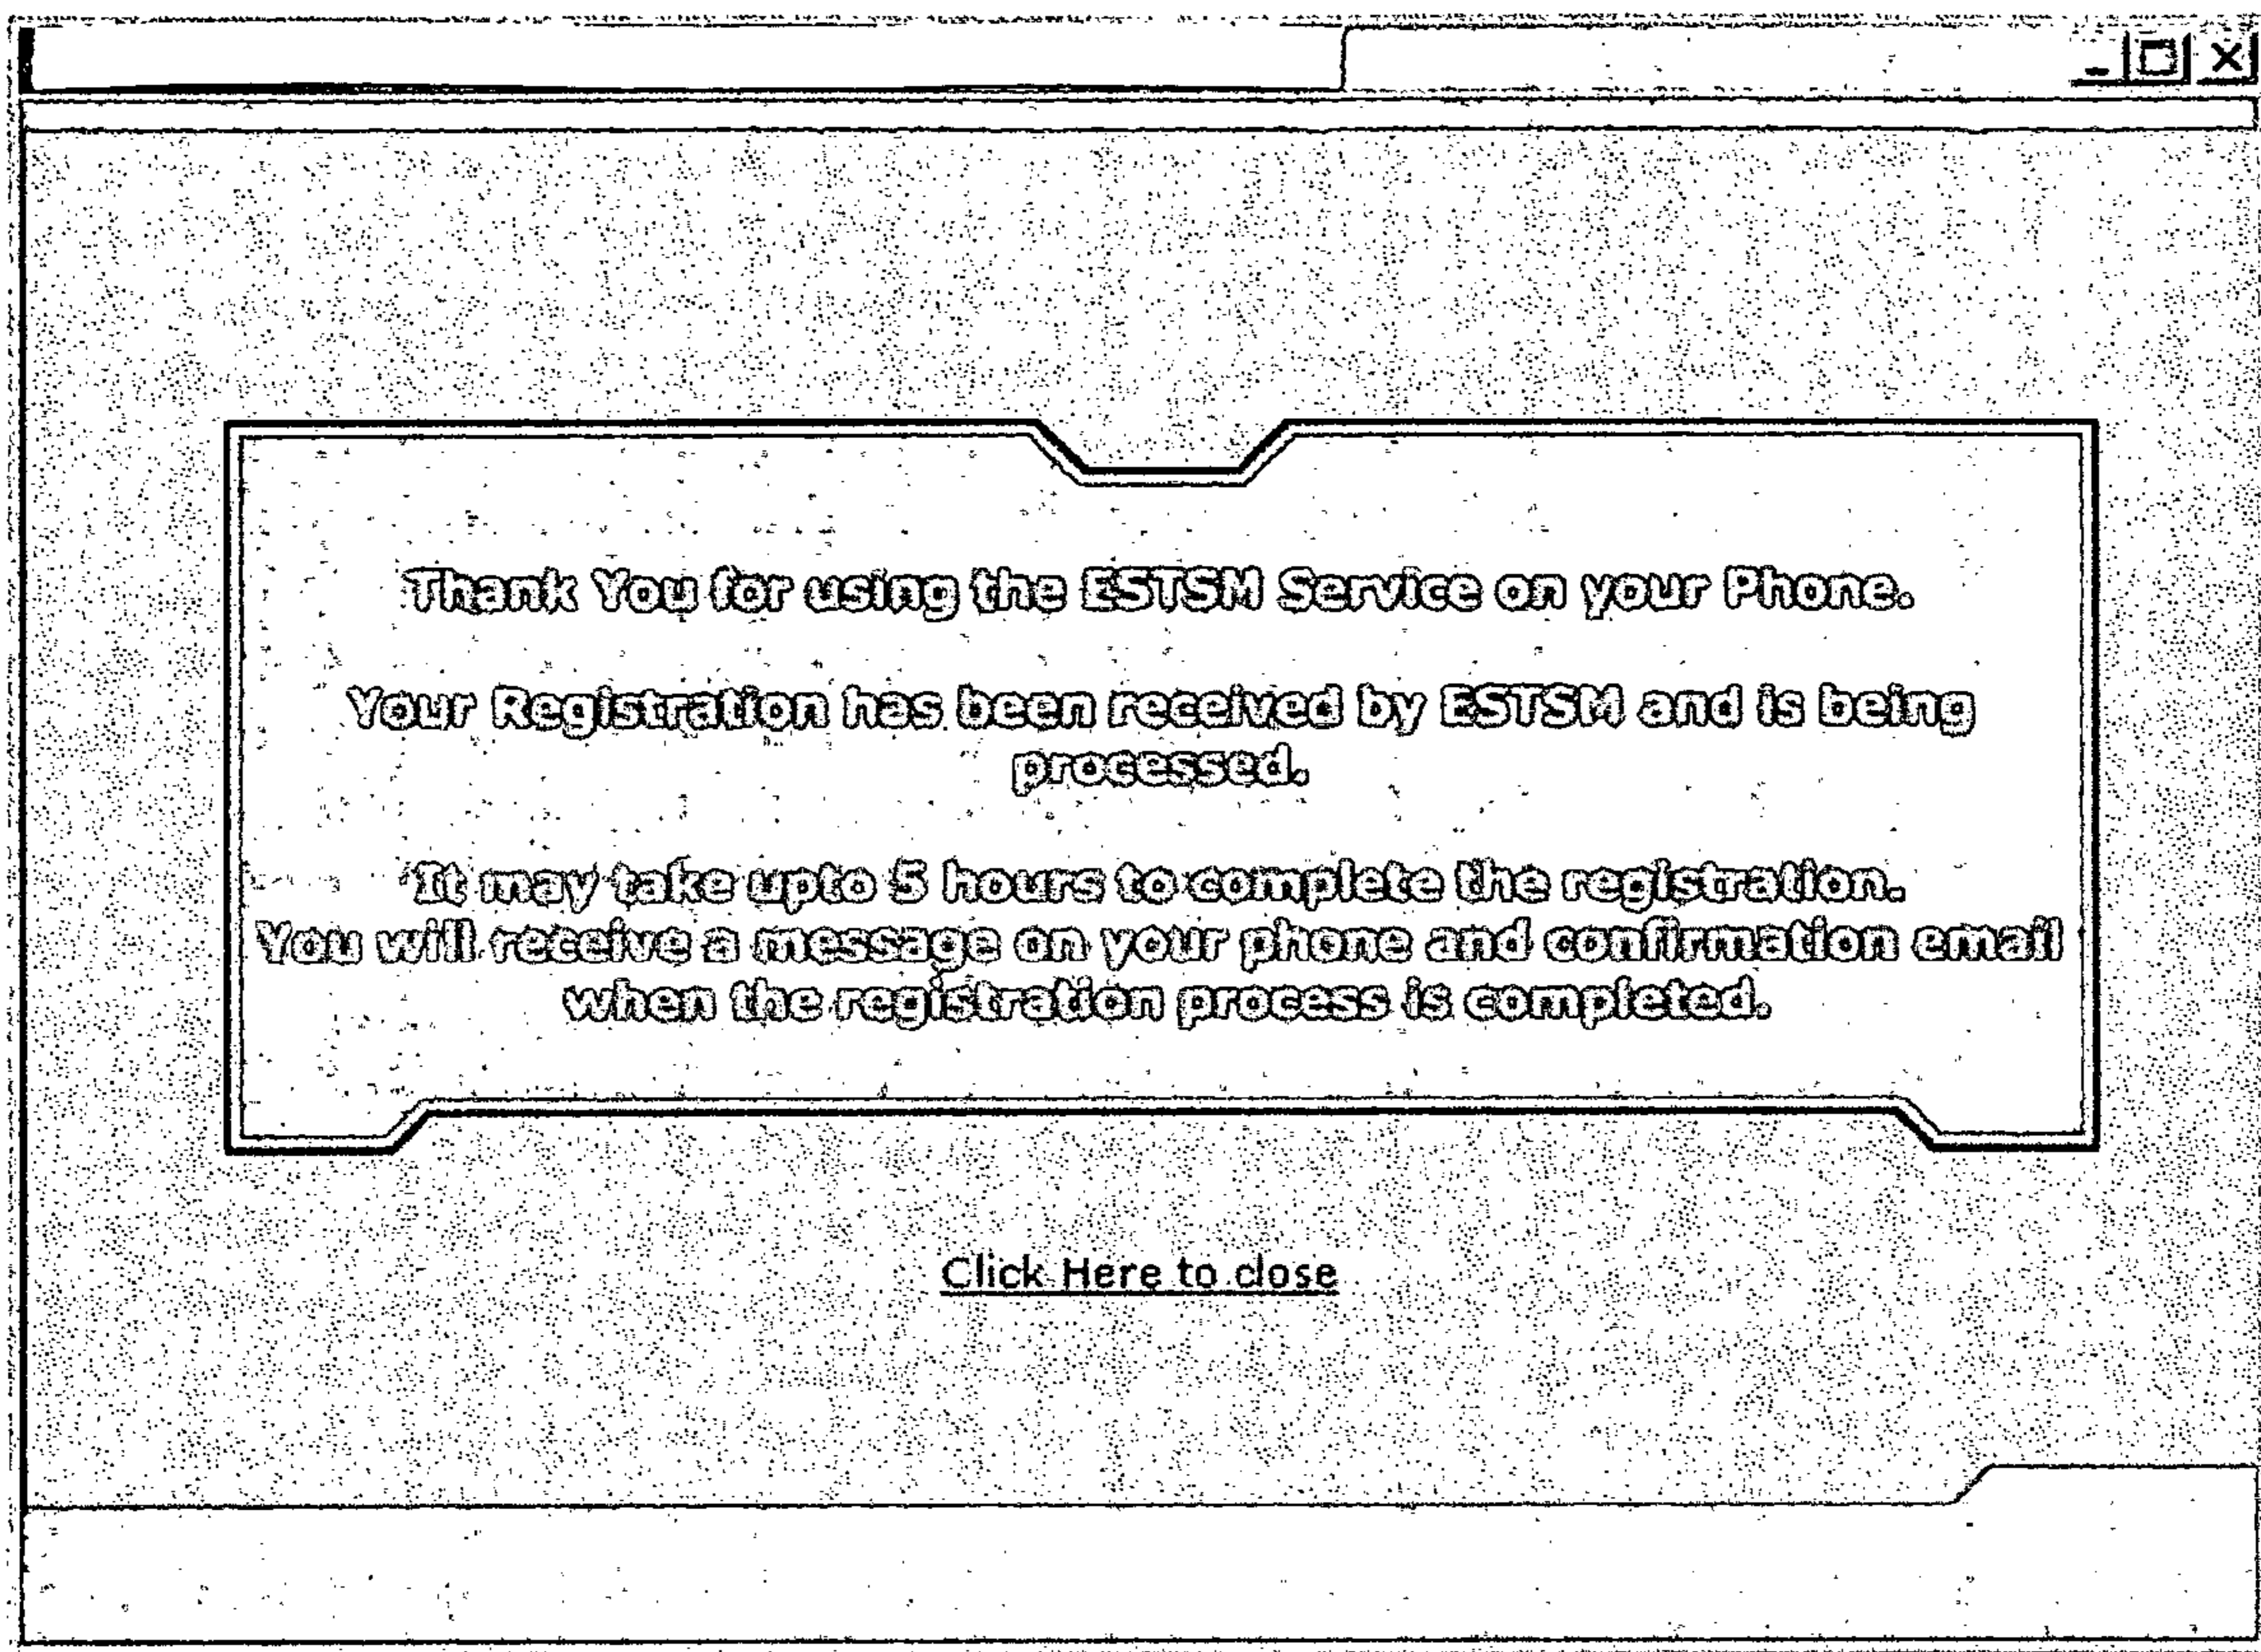 Thank You for using the ESTSM Service on your Phone.
Your Registration has been received by ESTSM and is being
processed.
It may take upto 5 hours to complete the registration.
You will receive a message on your phone and confirmation email
when the registration process is completed.
Click Here to close